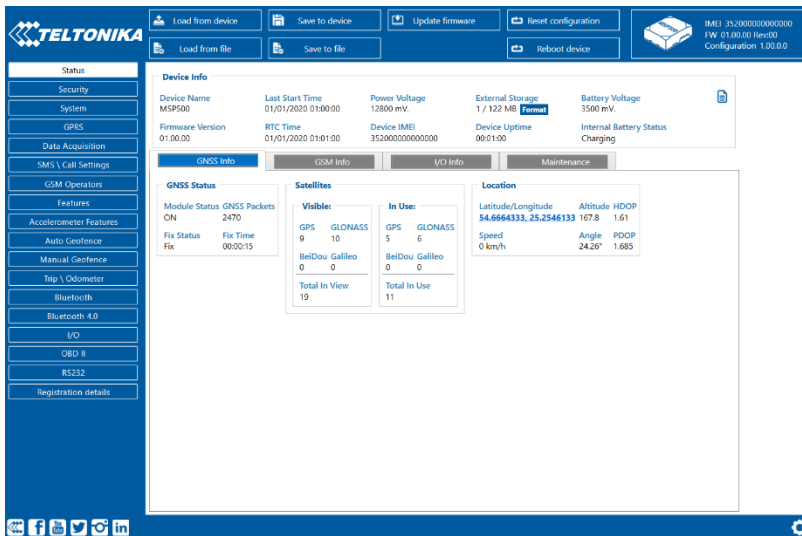 TELTONIKA
Load from device
Save to device
Update firmware
Reset configuration
Load from file
Save to file
Reboot device
IMEI 352000000000000
FW 01.00.00 Rev:00
Configuration 1.00.0.0
Status
Security
System
GPRS
Data Acquisition
SMS \ Call Settings
GSM Operators
Features
Accelerometer Features
Auto Geofence
Manual Geofence
Trip \ Odometer
Bluetooth
Bluetooth 4.0
I/O
OBD II
RS232
Registration details
Device Info
Device Name Last Start Time Power Voltage External Storage Battery Voltage
MSP500 01/01/2020 01:00:00 12800 mV. 1 / 122 MB Format 3500 mV.
Firmware Version RTC Time Device IMEI Device Uptime Internal Battery Status
01.00.00 01/01/2020 01:01:00 352000000000000 00:01:00 Charging
GNSS Info GSM Info I/O Info Maintenance
GNSS Status
Module Status GNSS Packets
ON 2470
Fix Status Fix Time
Fix 00:00:15
Satellites
Visible:
GPS GLONASS
9 10
BeiDou Galileo
0 0
Total In View
19
In Use:
GPS GLONASS
5 6
BeiDou Galileo
0 0
Total In Use
11
Location
Latitude/Longitude Altitude HDOP
54.6664333, 25.2546133 167.8 1.61
Speed Angle PDOP
0 km/h 24.26° 1.685